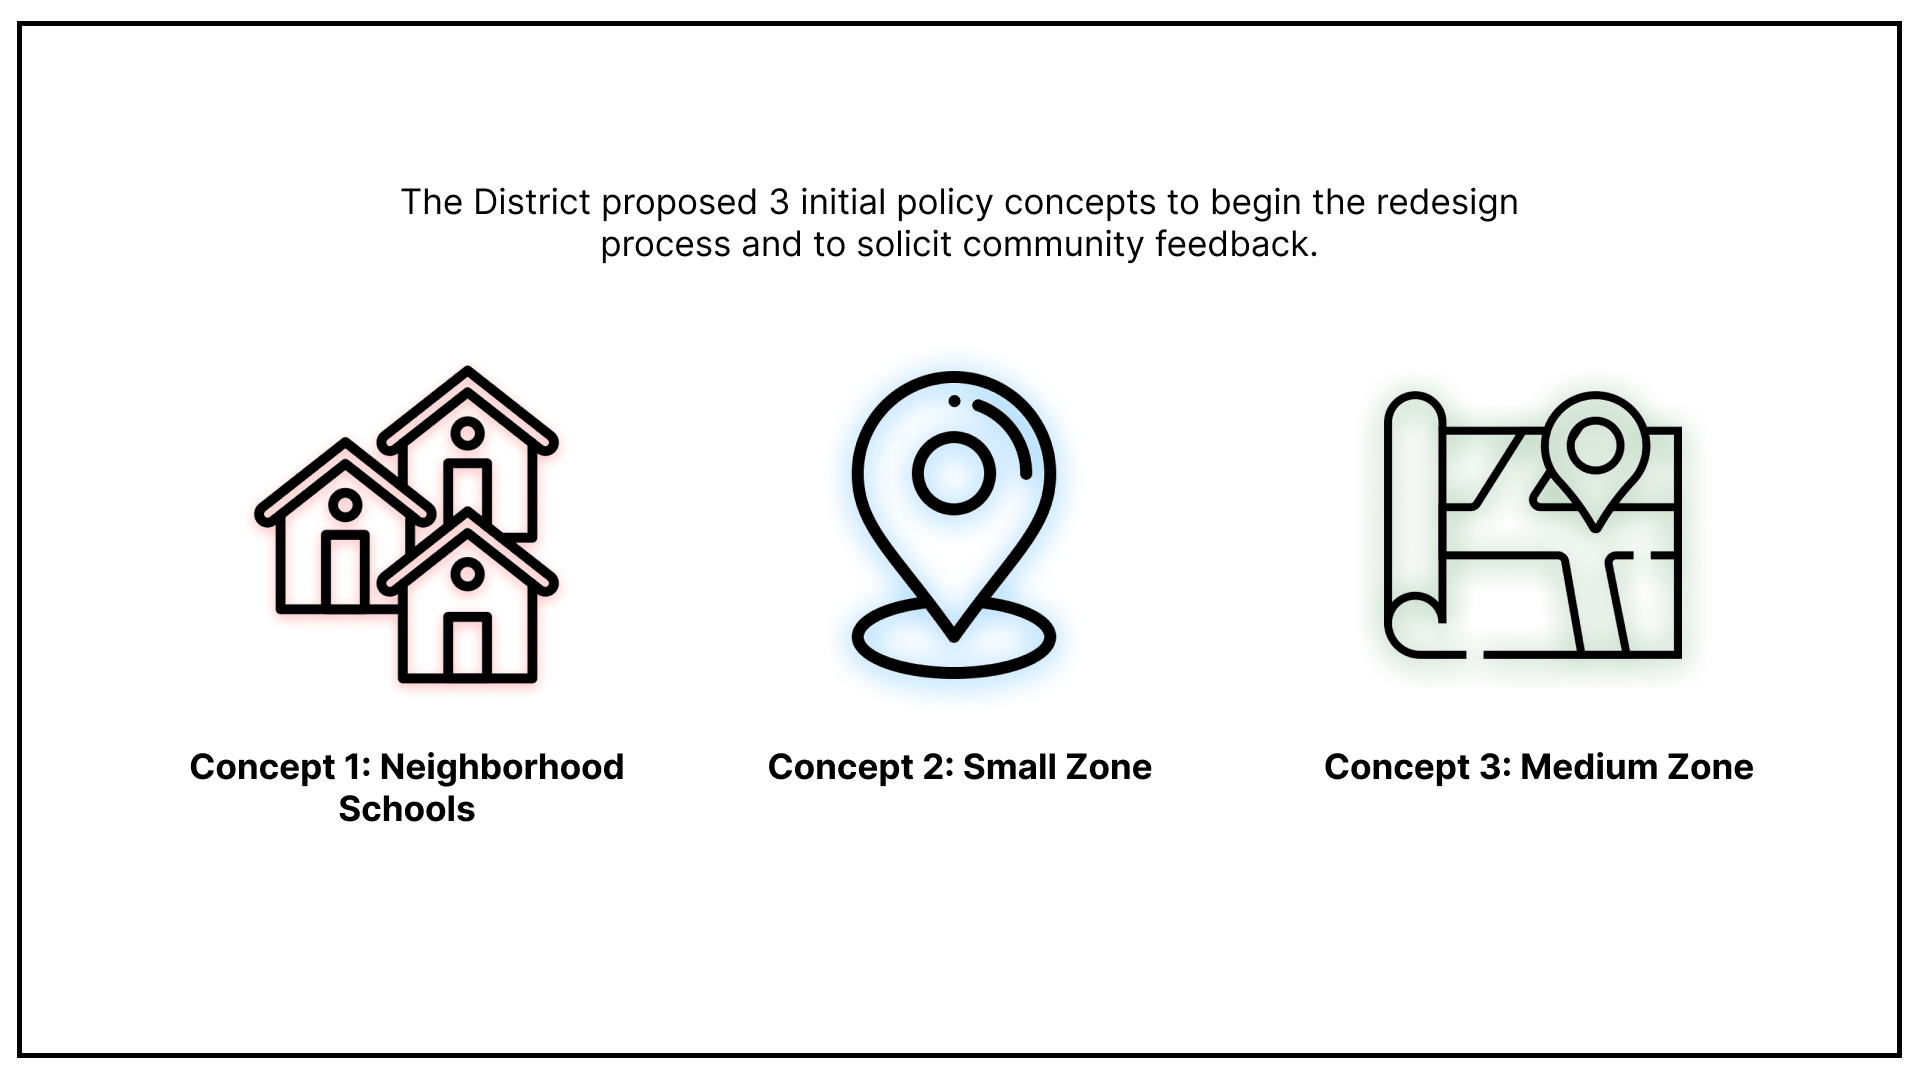 The District proposed 3 initial policy concepts to begin the redesign
process and to solicit community feedback.
Concept 1: Neighborhood
Schools
Concept 2: Small Zone
Concept 3: Medium Zone